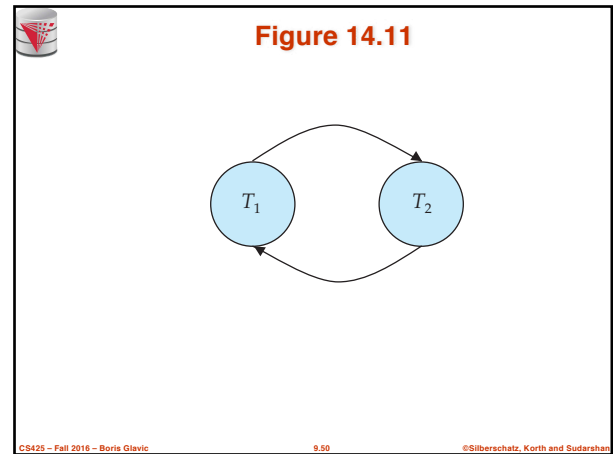 Figure 14.11
T1 T2
CS425 – Fall 2016 – Boris Glavic 9.50 ©Silberschatz, Korth and Sudarshan